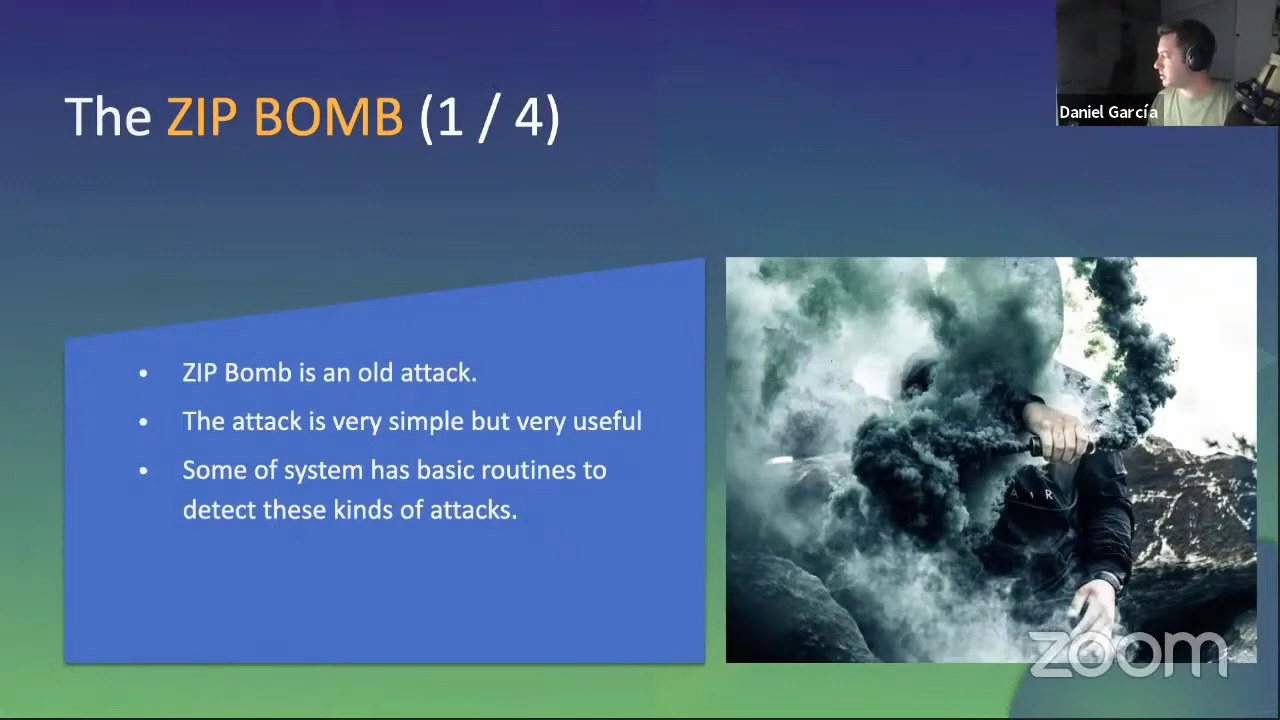 The ZIP BOMB (1 / 4)
Daniel García
• ZIP Bomb is an old attack.
• The attack is very simple but very useful
• Some of system has basic routines to
detect these kinds of attacks.
AIR
zoom